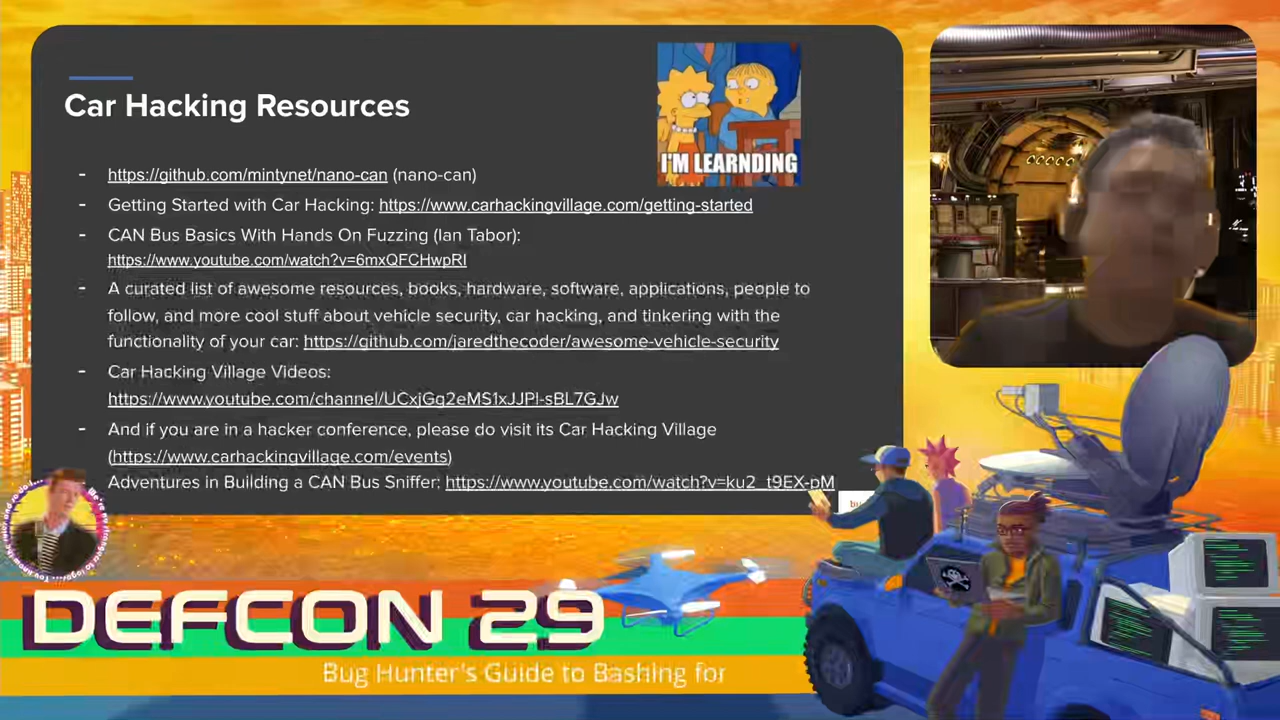 Car Hacking Resources
I'M LEARNDING
- https://github.com/mintynet/nano-can (nano-can)
- Getting Started with Car Hacking: https://www.carhackingvillage.com/getting-started
- CAN Bus Basics With Hands On Fuzzing (Ian Tabor):
https://www.youtube.com/watch?v=6mxQFCHwpRI
- A curated list of awesome resources, books, hardware, software, applications, people to
follow, and more cool stuff about vehicle security, car hacking, and tinkering with the
functionality of your car: https://github.com/jaredthecoder/awesome-vehicle-security
- Car Hacking Village Videos:
https://www.youtube.com/channel/UCxjGg2eMS1xJJPl-sBL7GJw
- And if you are in a hacker conference, please do visit its Car Hacking Village
(https://www.carhackingvillage.com/events)
Adventures in Building a CAN Bus Sniffer: https://www.youtube.com/watch?v=ku2_t9EX-pM
DEFCON 29
Bug Hunter's Guide to Bashing for